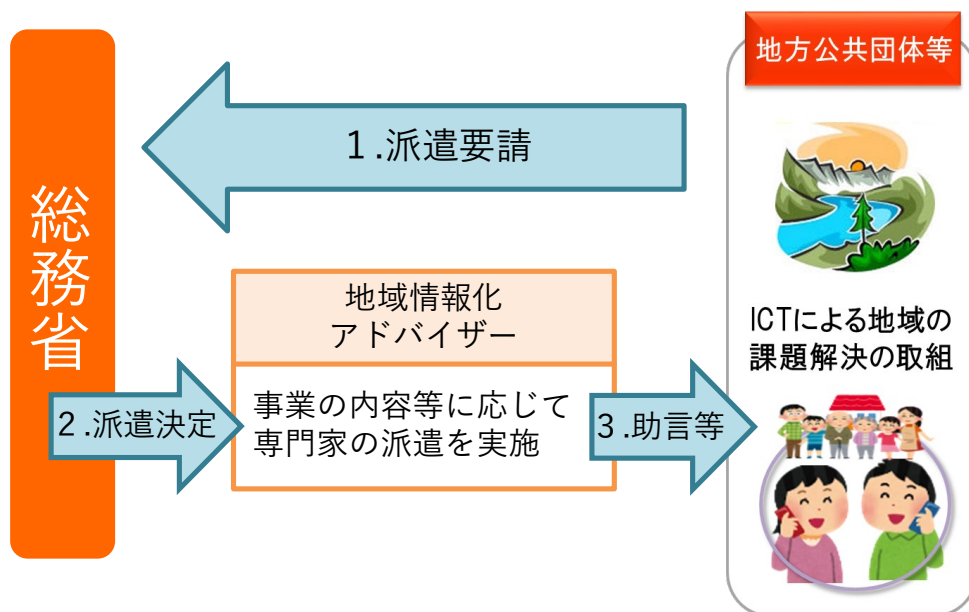 地方公共団体等
1.派遣要請
総務省
地域情報化
アドバイザー
ICTによる地域の
課題解決の取組
2.派遣決定
事業の内容等に応じて
専門家の派遣を実施
3.助言等